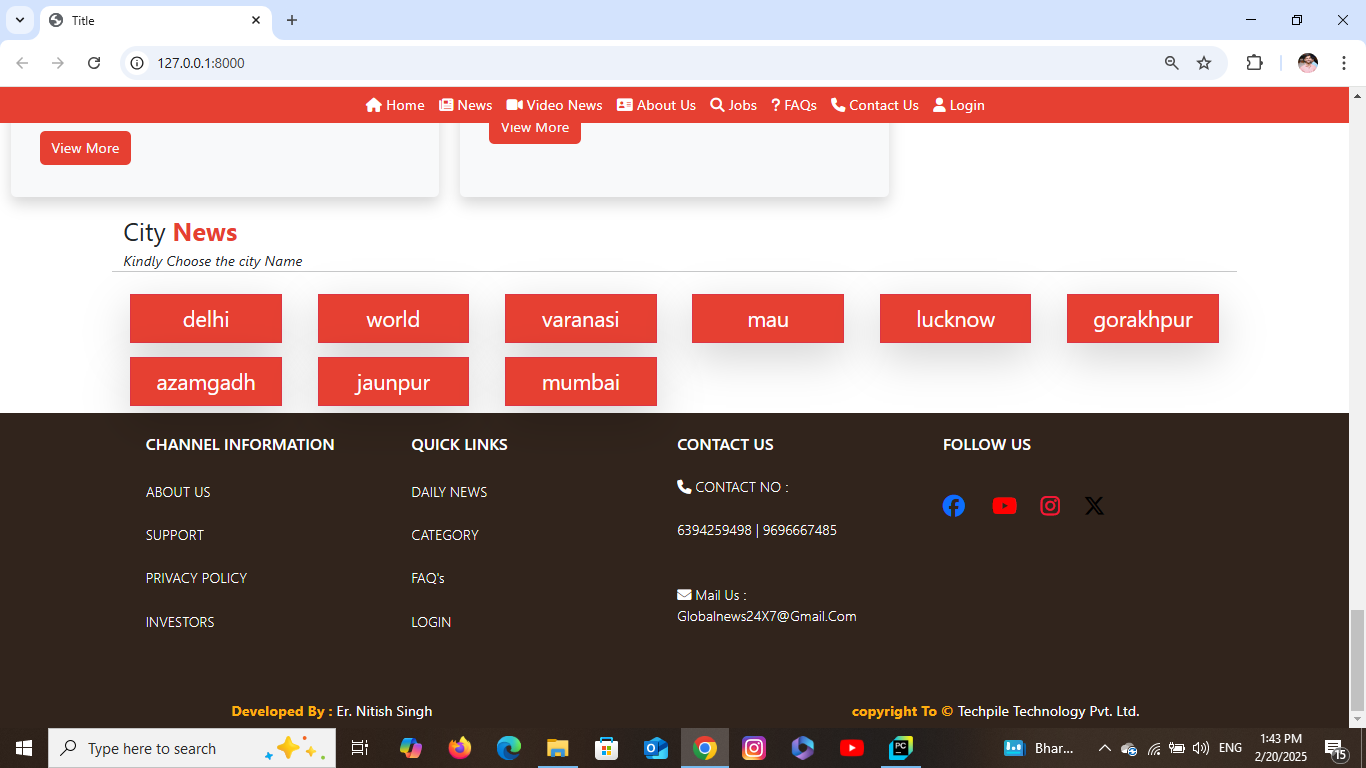 Title
127.0.0.1:8000
Home News Video News About Us Jobs ? FAQs Contact Us Login
View More View More
City News
Kindly Choose the city Name
delhi world varanasi mau lucknow gorakhpur
azamgadh jaunpur mumbai
CHANNEL INFORMATION QUICK LINKS CONTACT US FOLLOW US
CONTACT NO :
ABOUT US DAILY NEWS
SUPPORT CATEGORY 6394259498 | 9696667485
PRIVACY POLICY FAQ's
Mail Us :
INVESTORS LOGIN Globalnews24X7@Gmail.Com
Developed By : Er. Nitish Singh copyright To © Techpile Technology Pvt. Ltd.
Type here to search PC Bhar... ENG 1:43 PM
2/20/2025 15